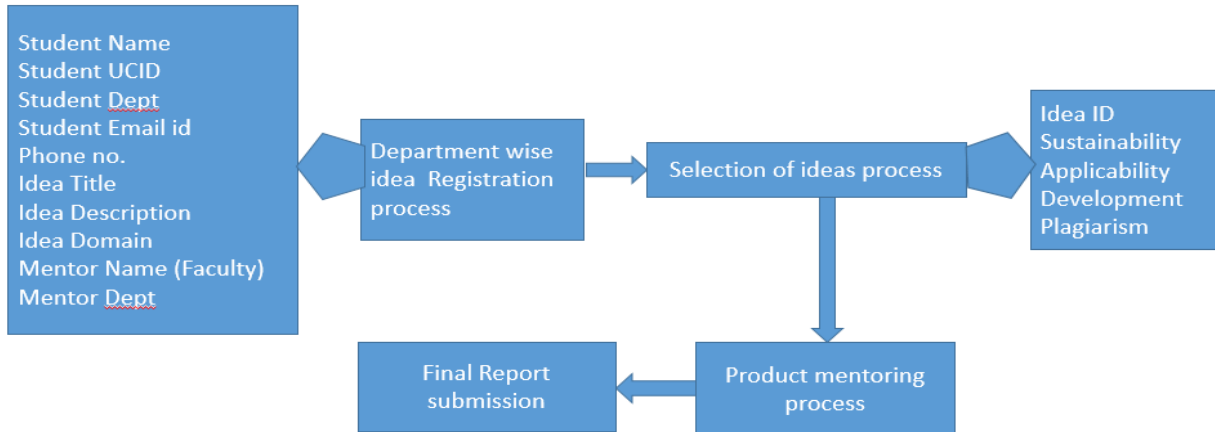 Student Name
Student UCID
Student Dept
Student Email id
Phone no.
Idea Title
Idea Description
Idea Domain
Mentor Name (Faculty)
Mentor Dept
Department wise
idea  Registration
process
Selection of ideas process
Idea ID
Sustainability
Applicability
Development
Plagiarism
Final Report
submission
Product mentoring
process